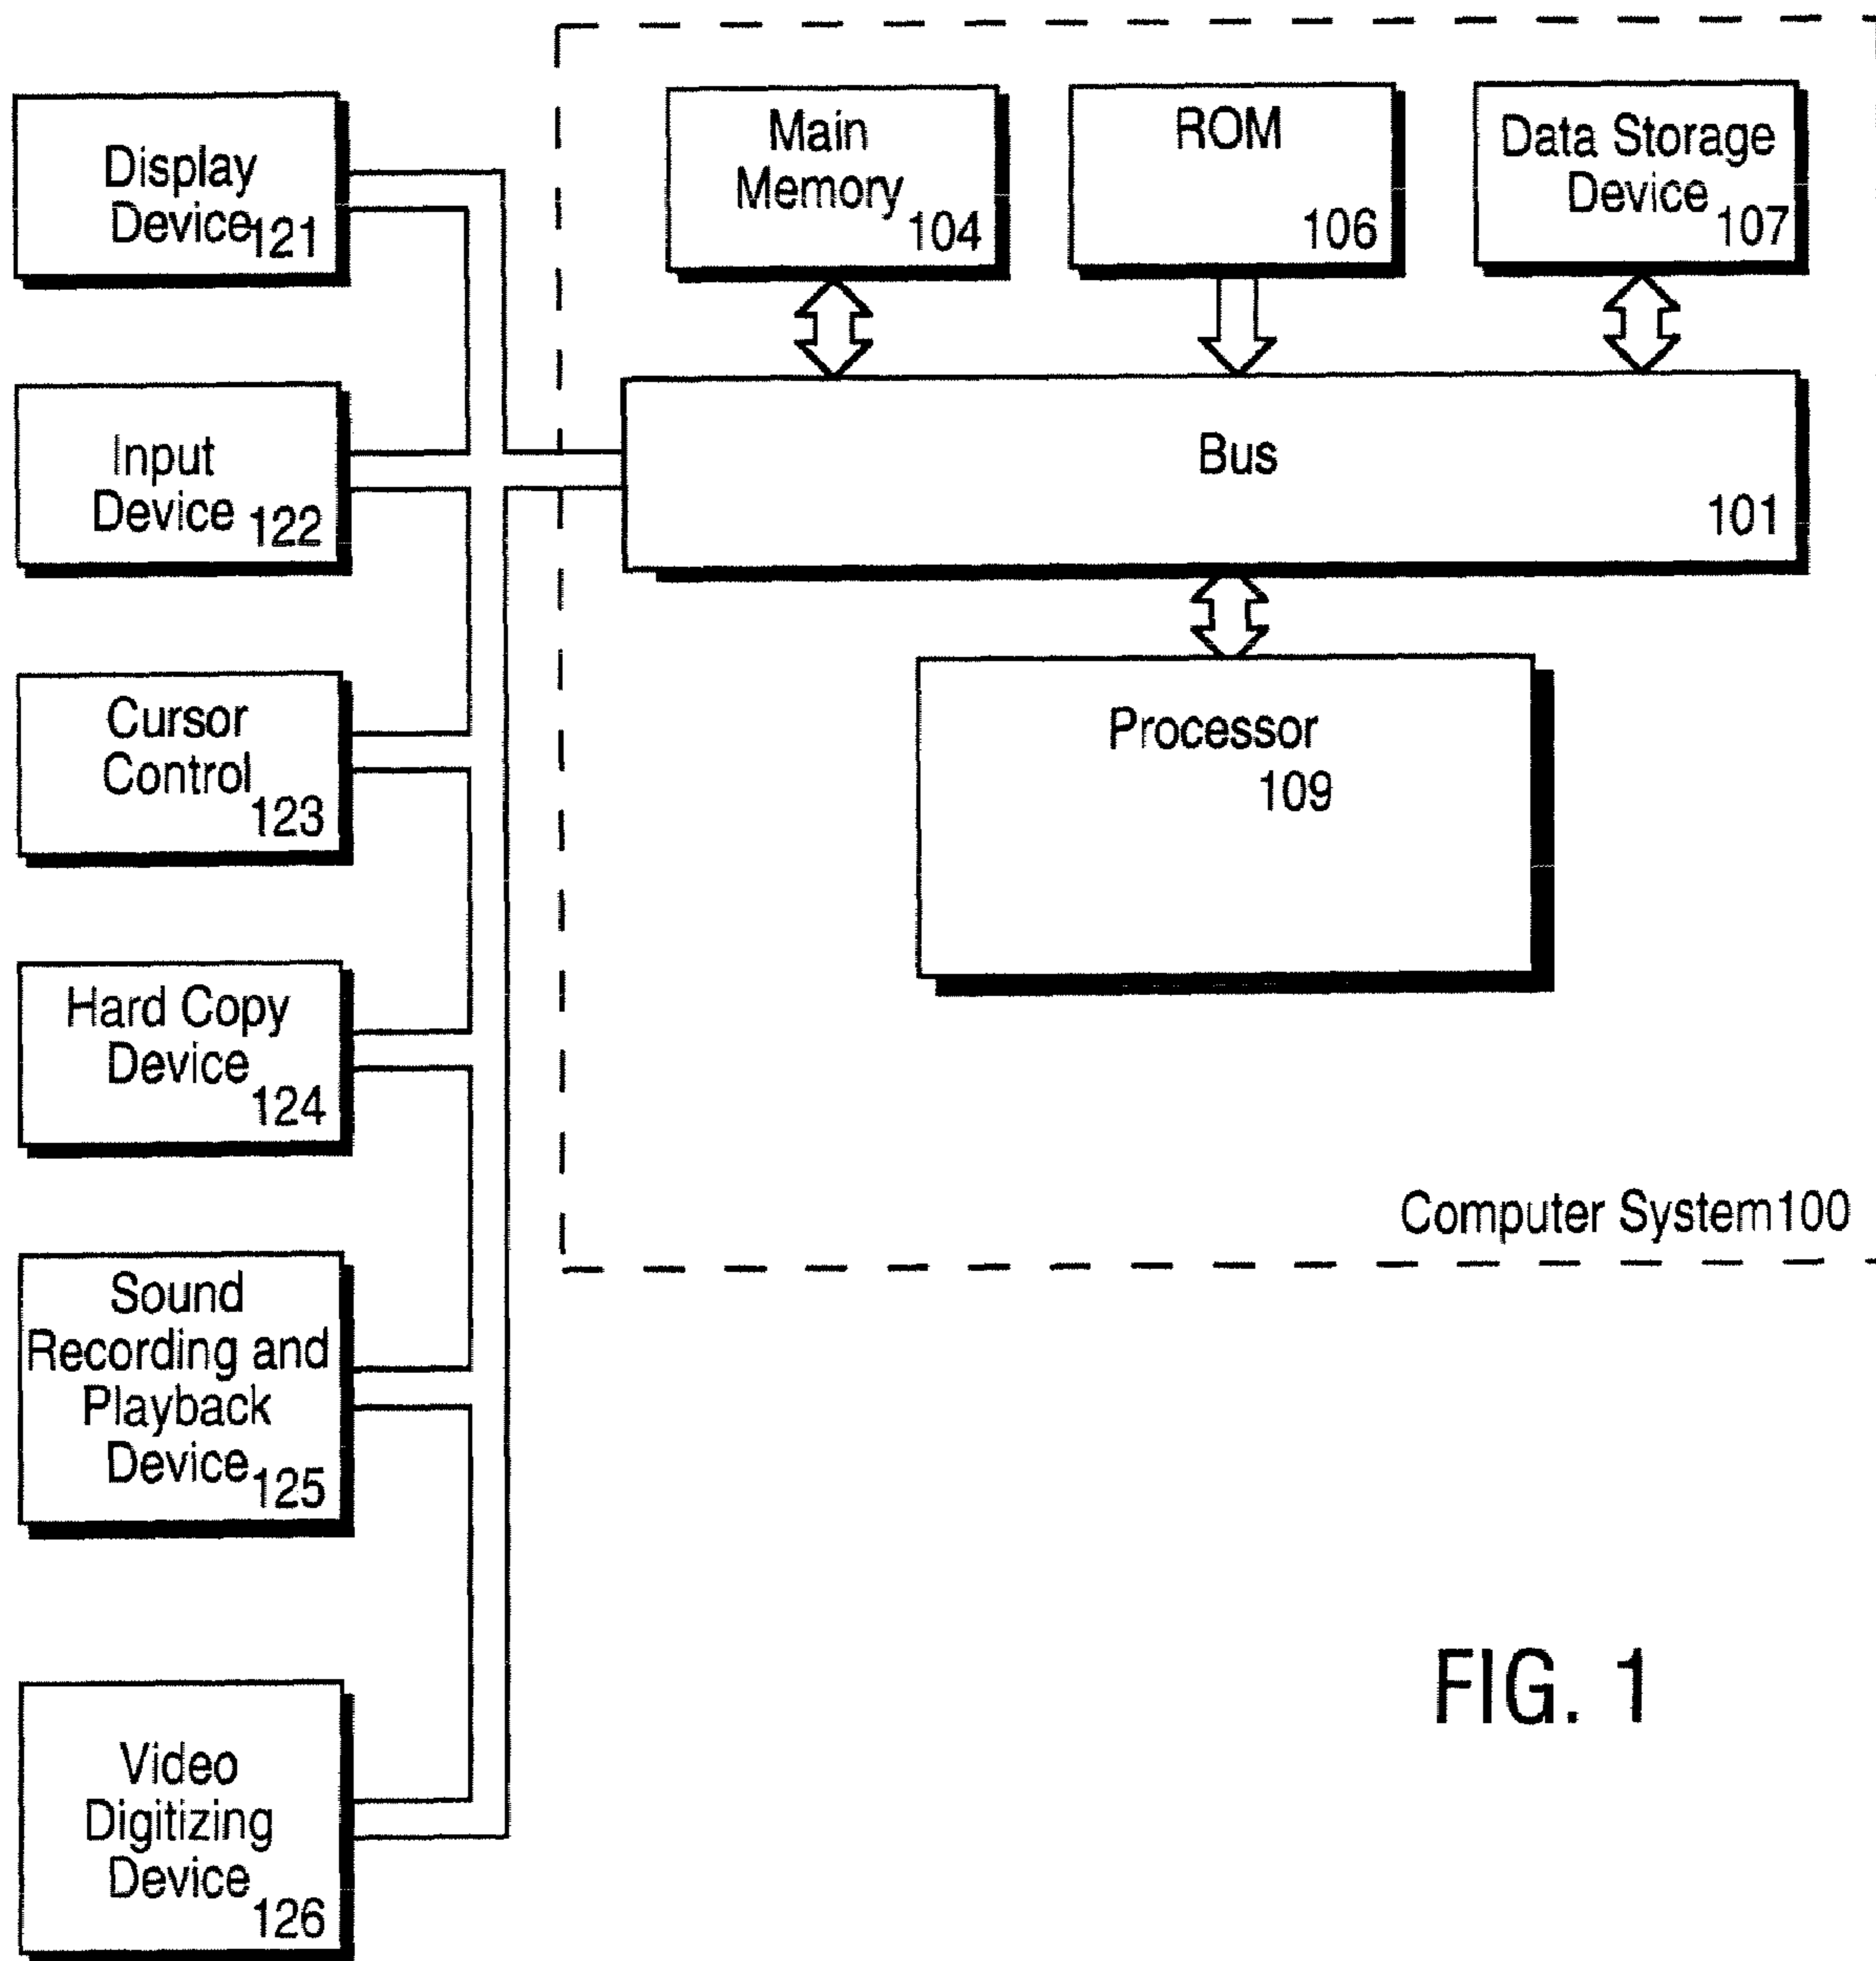 Display
Device 121
Input
Device 122
Cursor
Control
123
Hard Copy
Device
124
Sound
Recording and
Playback
Device 125
Video
Digitizing
Device
126
Main
Memory 104
ROM
106
Data Storage
Device 107
Bus
101
Processor
109
Computer System100
FIG. 1